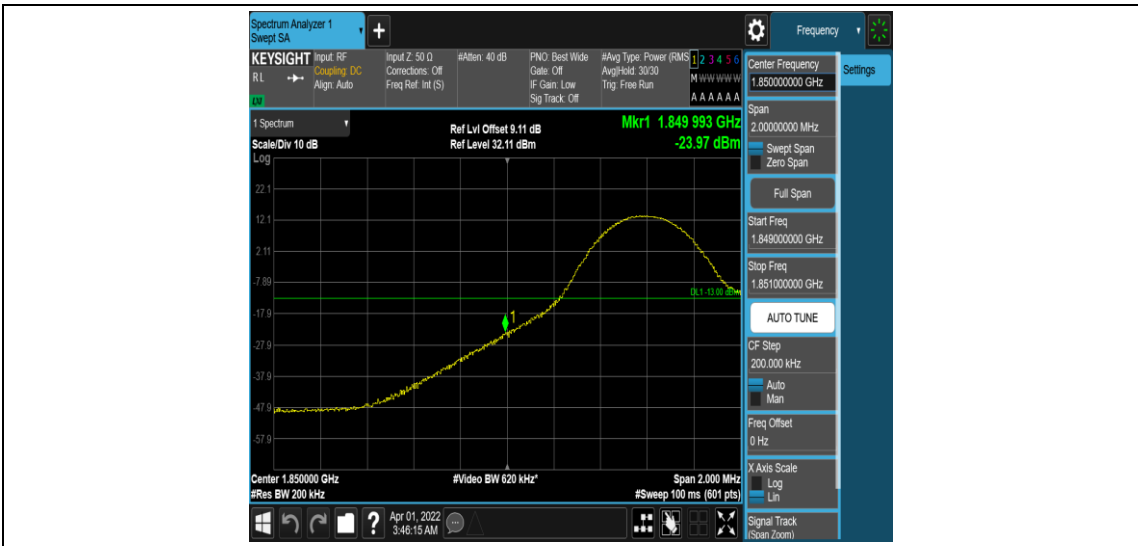 Spectrum Analyzer 1
Swept SA
+
Frequency
KEYSIGHT
RL
LXI
Input: RF
Coupling: DC
Align: Auto
Input Z: 50 Ω
Corrections: Off
Freq Ref: Int (S)
#Atten: 40 dB
PNO: Best Wide
Gate: Off
IF Gain: Low
Sig Track: Off
#Avg Type: Power (RMS
Avg|Hold: 30/30
Trig: Free Run
1 2 3 4 5 6
M W W W W W
A A A A A A
1 Spectrum
Scale/Div 10 dB
Log
Ref Lvl Offset 9.11 dB
Ref Level 32.11 dBm
Mkr1 1.849 993 GHz
-23.97 dBm
22.1
12.1
2.11
-7.89
DL1 -13.00 dBm
-17.9
1
-27.9
-37.9
-47.9
-57.9
Center 1.850000 GHz
#Res BW 200 kHz
#Video BW 620 kHz*
Span 2.000 MHz
#Sweep 100 ms (601 pts)
Center Frequency
1.850000000 GHz
Settings
Span
2.00000000 MHz
Swept Span
Zero Span
Full Span
Start Freq
1.849000000 GHz
Stop Freq
1.851000000 GHz
AUTO TUNE
CF Step
200.000 kHz
Auto
Man
Freq Offset
0 Hz
X Axis Scale
Log
Lin
Signal Track
(Span Zoom)
?
Apr 01, 2022
3:46:15 AM